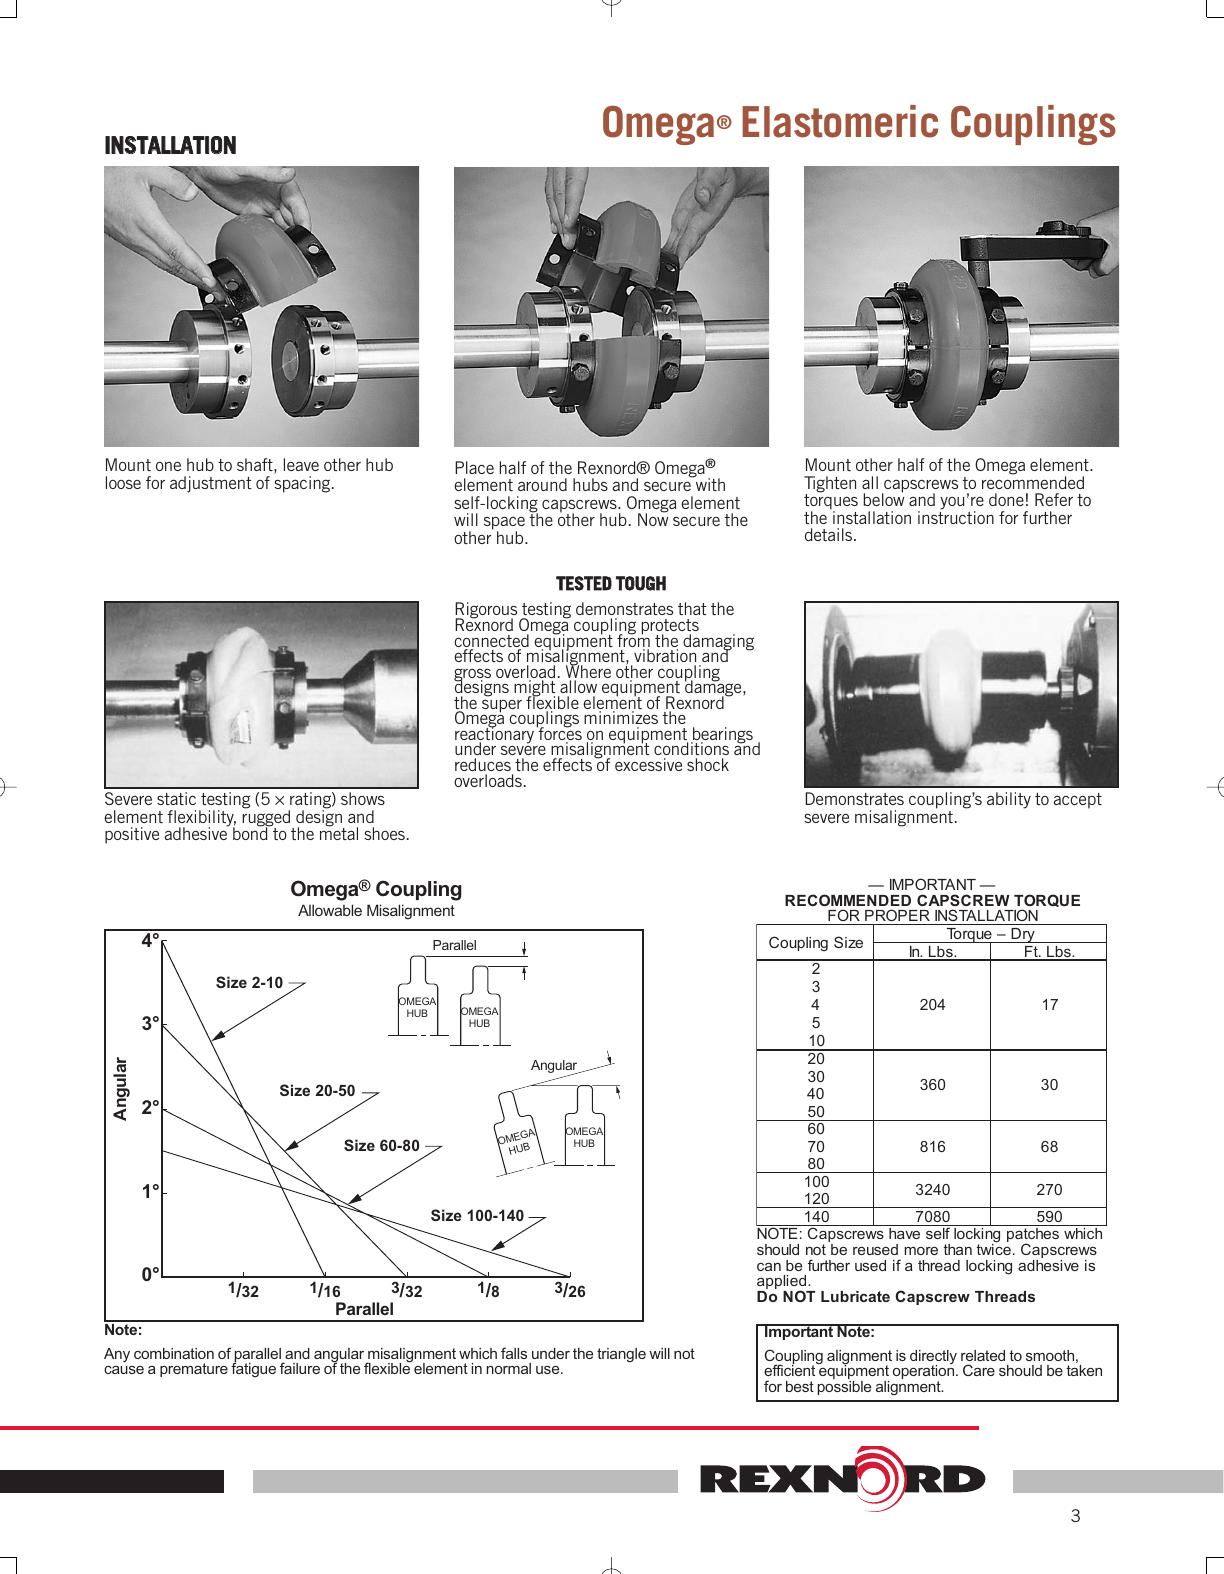 Omega® Elastomeric Couplings
INSTALLATION
Mount one hub to shaft, leave other hub
loose for adjustment of spacing.
Place half of the Rexnord® Omega®
element around hubs and secure with
self-locking capscrews. Omega element
will space the other hub. Now secure the
other hub.
Mount other half of the Omega element.
Tighten all capscrews to recommended
torques below and you’re done! Refer to
the installation instruction for further
details.
TESTED TOUGH
Rigorous testing demonstrates that the
Rexnord Omega coupling protects
connected equipment from the damaging
effects of misalignment, vibration and
gross overload. Where other coupling
designs might allow equipment damage,
the super flexible element of Rexnord
Omega couplings minimizes the
reactionary forces on equipment bearings
under severe misalignment conditions and
reduces the effects of excessive shock
overloads.
Severe static testing (5 × rating) shows
element flexibility, rugged design and
positive adhesive bond to the metal shoes.
Demonstrates coupling’s ability to accept
severe misalignment.
Omega® Coupling
Allowable Misalignment
4°
3°
2°
1°
0°
Angular
Size 2-10
Size 20-50
Size 60-80
Size 100-140
Parallel
OMEGA
HUB
OMEGA
HUB
Angular
OMEGA
HUB
OMEGA
HUB
1/32 1/16 3/32 1/8 3/26
Parallel
Note:
Any combination of parallel and angular misalignment which falls under the triangle will not
cause a premature fatigue failure of the flexible element in normal use.
— IMPORTANT —
RECOMMENDED CAPSCREW TORQUE
FOR PROPER INSTALLATION
Coupling Size Torque – Dry
In. Lbs. Ft. Lbs.
2
3
4 204 17
5
10
20
30
40 360 30
50
60
70 816 68
80
100
120 3240 270
140 7080 590
NOTE: Capscrews have self locking patches which
should not be reused more than twice. Capscrews
can be further used if a thread locking adhesive is
applied.
Do NOT Lubricate Capscrew Threads
Important Note:
Coupling alignment is directly related to smooth,
efficient equipment operation. Care should be taken
for best possible alignment.
REXNORD
3